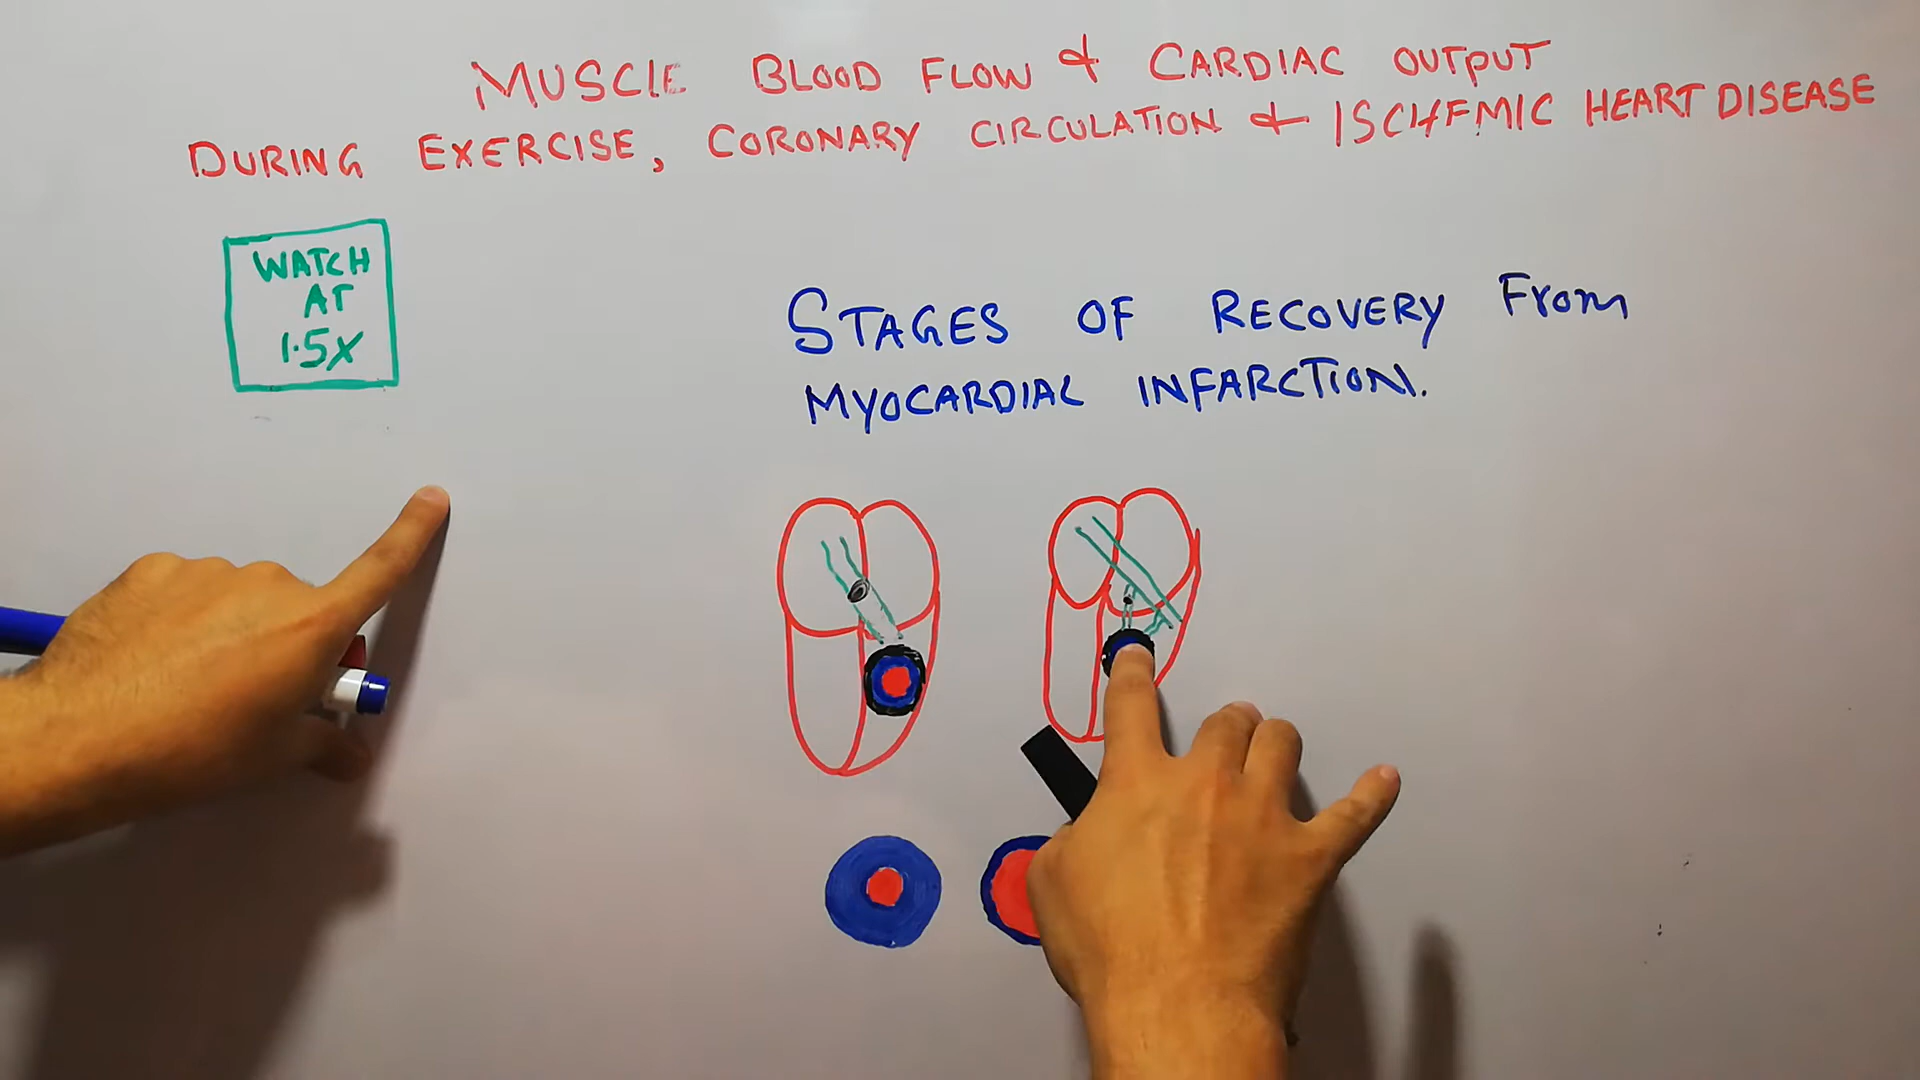 MUSCLE BLOOD FLOW & CARDIAC OUTPUT
DURING EXERCISE, CORONARY CIRCULATION & ISCHEMIC HEART DISEASE
WATCH
AT
1.5X
STAGES OF RECOVERY FROM
MYOCARDIAL INFARCTION.